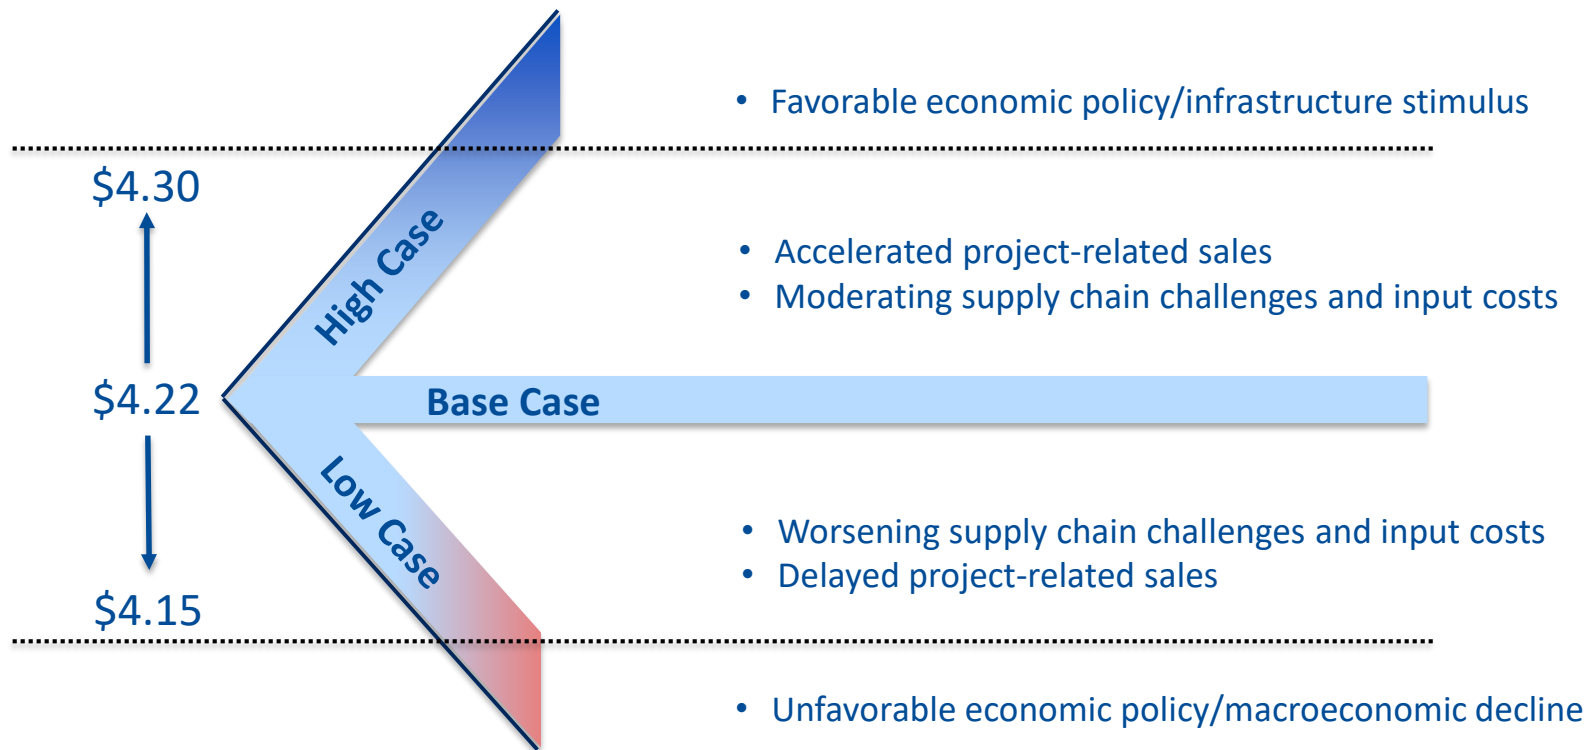 • Favorable economic policy/infrastructure stimulus
$4.30
High Case
• Accelerated project-related sales
• Moderating supply chain challenges and input costs
$4.22
Base Case
Low Case
• Worsening supply chain challenges and input costs
• Delayed project-related sales
$4.15
• Unfavorable economic policy/macroeconomic decline